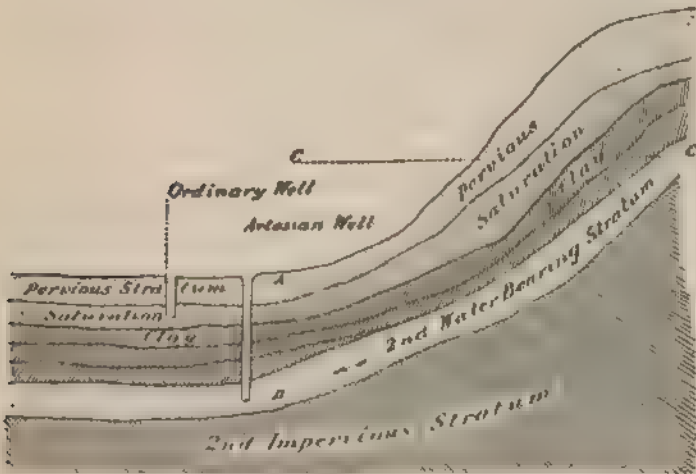 C
Ordinary Well
Artesian Well
Pervious
Saturation
Clay
C
2nd Water Bearing Stratum
A
Pervious Stratum
Saturation
Clay
B
2nd Impervious Stratum